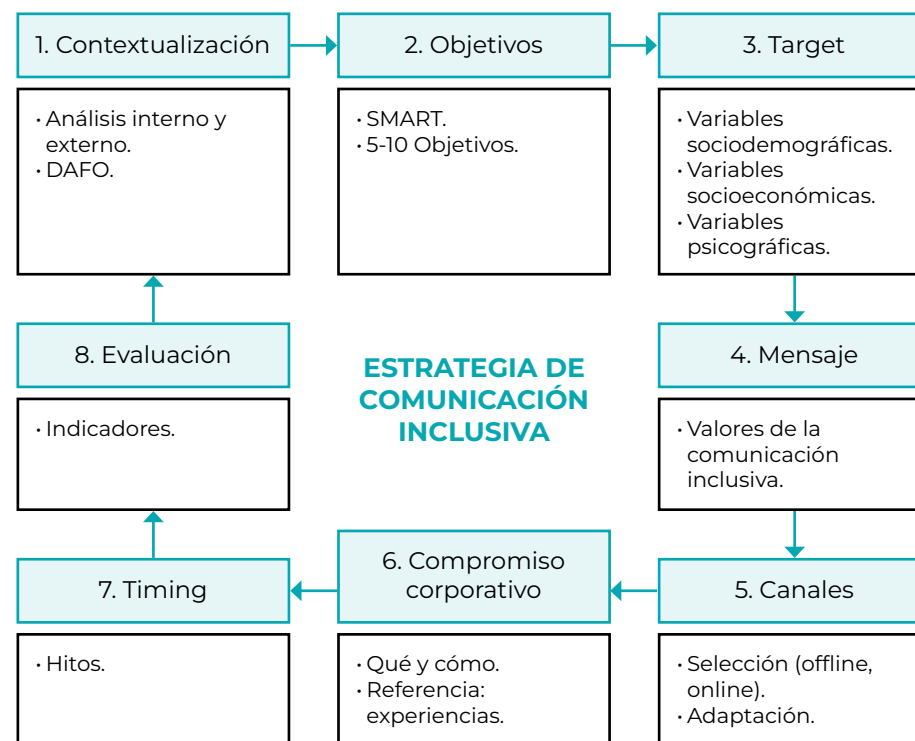 1. Contextualización
· Análisis interno y
externo.
· DAFO.
2. Objetivos
· SMART.
· 5-10 Objetivos.
3. Target
· Variables
sociodemográficas.
· Variables
socioeconómicas.
· Variables
psicográficas.
ESTRATEGIA DE
COMUNICACIÓN
INCLUSIVA
4. Mensaje
· Valores de la
comunicación
inclusiva.
5. Canales
· Selección (offline,
online).
· Adaptación.
6. Compromiso
corporativo
· Qué y cómo.
· Referencia:
experiencias.
7. Timing
· Hitos.
8. Evaluación
· Indicadores.